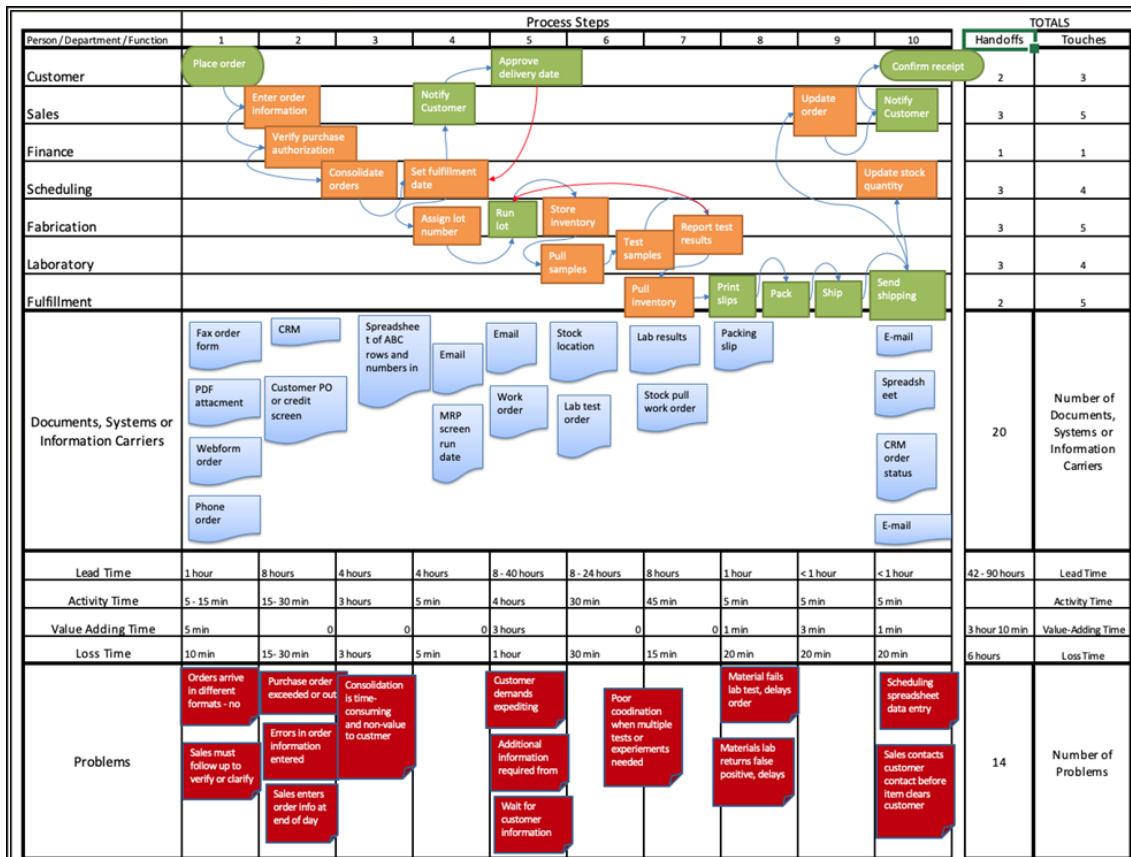 Process Steps
TOTALS
Person / Department / Function
1
2
3
4
5
6
7
8
9
10
Handoffs
Touches
Customer
Place order
Approve
delivery date
Confirm receipt
2
3
Sales
Enter order
information
Notify
Customer
Update
order
Notify
Customer
3
5
Finance
Verify purchase
authorization
1
1
Scheduling
Consolidate
orders
Set fulfillment
date
Update stock
quantity
3
4
Fabrication
Assign lot
number
Run
lot
Store
inventory
Report test
results
3
5
Laboratory
Pull
samples
Test
samples
3
4
Fulfillment
Pull
inventory
Print
slips
Pack
Ship
Send
shipping
2
5
Documents, Systems or
Information Carriers
Fax order
form
PDF
attacment
Webform
order
Phone
order
CRM
Customer PO
or credit
screen
Spreadshee
t of ABC
rows and
numbers in
Email
MRP
screen
run
date
Email
Work
order
Stock
location
Lab test
order
Lab results
Stock pull
work order
Packing
slip
E-mail
Spreadsh
eet
CRM
order
status
E-mail
20
Number of
Documents,
Systems or
Information
Carriers
Lead Time
1 hour
8 hours
4 hours
4 hours
8 - 40 hours
8 - 24 hours
8 hours
1 hour
< 1 hour
< 1 hour
42 - 90 hours
Lead Time
Activity Time
5 - 15 min
15- 30 min
3 hours
5 min
4 hours
30 min
45 min
5 min
5 min
5 min
Activity Time
Value Adding Time
5 min
0
0
0
3 hours
0
0
1 min
3 min
1 min
3 hour 10 min
Value-Adding Time
Loss Time
10 min
15- 30 min
3 hours
5 min
1 hour
30 min
15 min
20 min
20 min
20 min
6 hours
Loss Time
Problems
Orders arrive
in different
formats - no
Sales must
follow up to
verify or clarify
Purchase order
exceeded or out
Errors in order
information
entered
Sales enters
order info at
end of day
Consolidation
is time-
consuming
and non-value
to custmer
Customer
demands
expediting
Additional
information
required from
Wait for
customer
information
Poor
coodination
when multiple
tests or
experiements
needed
Material fails
lab test, delays
order
Materials lab
returns false
positive, delays
Scheduling
spreadsheet
data entry
Sales contacts
customer
contact before
item clears
customer
14
Number of
Problems